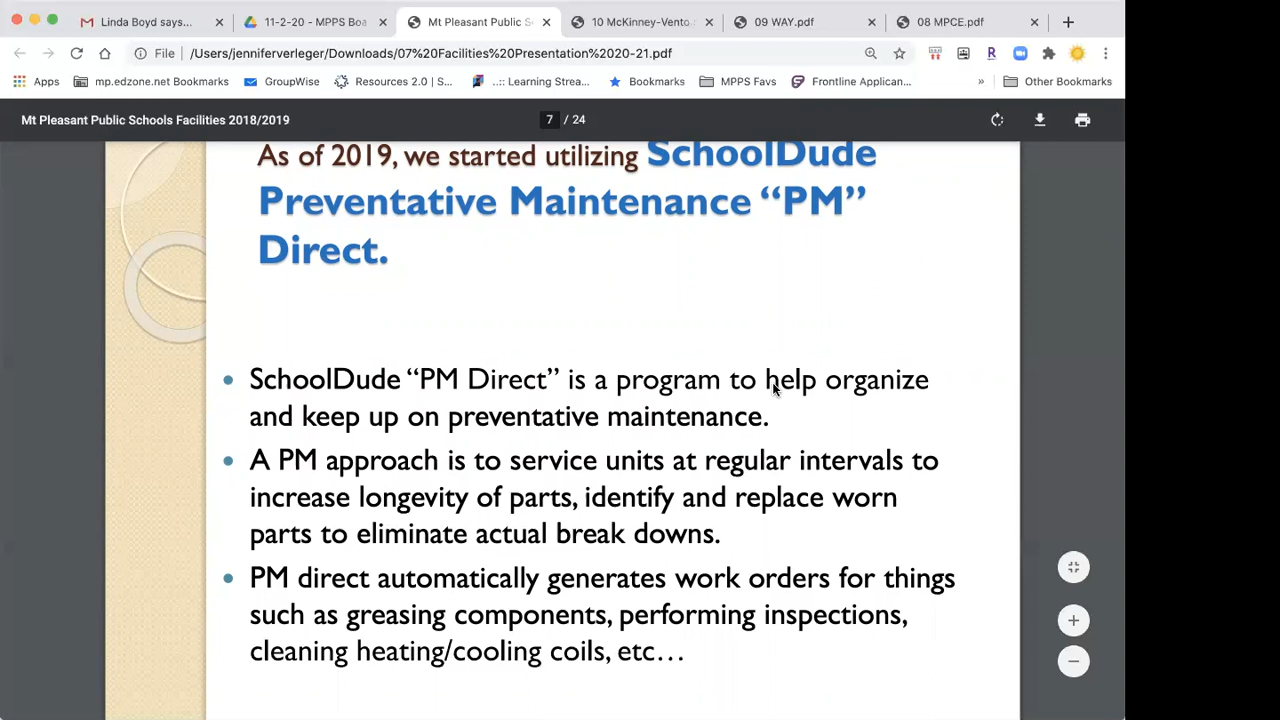 Linda Boyd says...
11-2-20 - MPPS Boa
Mt Pleasant Public S
10 McKinney-Vento.
09 WAY.pdf
08 MPCE.pdf
File
/Users/jenniferverleger/Downloads/07%20Facilities%20Presentation%2020-21.pdf
R
Apps
mp.edzone.net Bookmarks
GroupWise
Resources 2.0 | S...
..:: Learning Strea...
Bookmarks
MPPS Favs
Frontline Applican...
»
Other Bookmarks
Mt Pleasant Public Schools Facilities 2018/2019
7 / 24
As of 2019, we started utilizing SchoolDude
Preventative Maintenance “PM”
Direct.
• SchoolDude “PM Direct” is a program to help organize
and keep up on preventative maintenance.
• A PM approach is to service units at regular intervals to
increase longevity of parts, identify and replace worn
parts to eliminate actual break downs.
• PM direct automatically generates work orders for things
such as greasing components, performing inspections,
cleaning heating/cooling coils, etc…